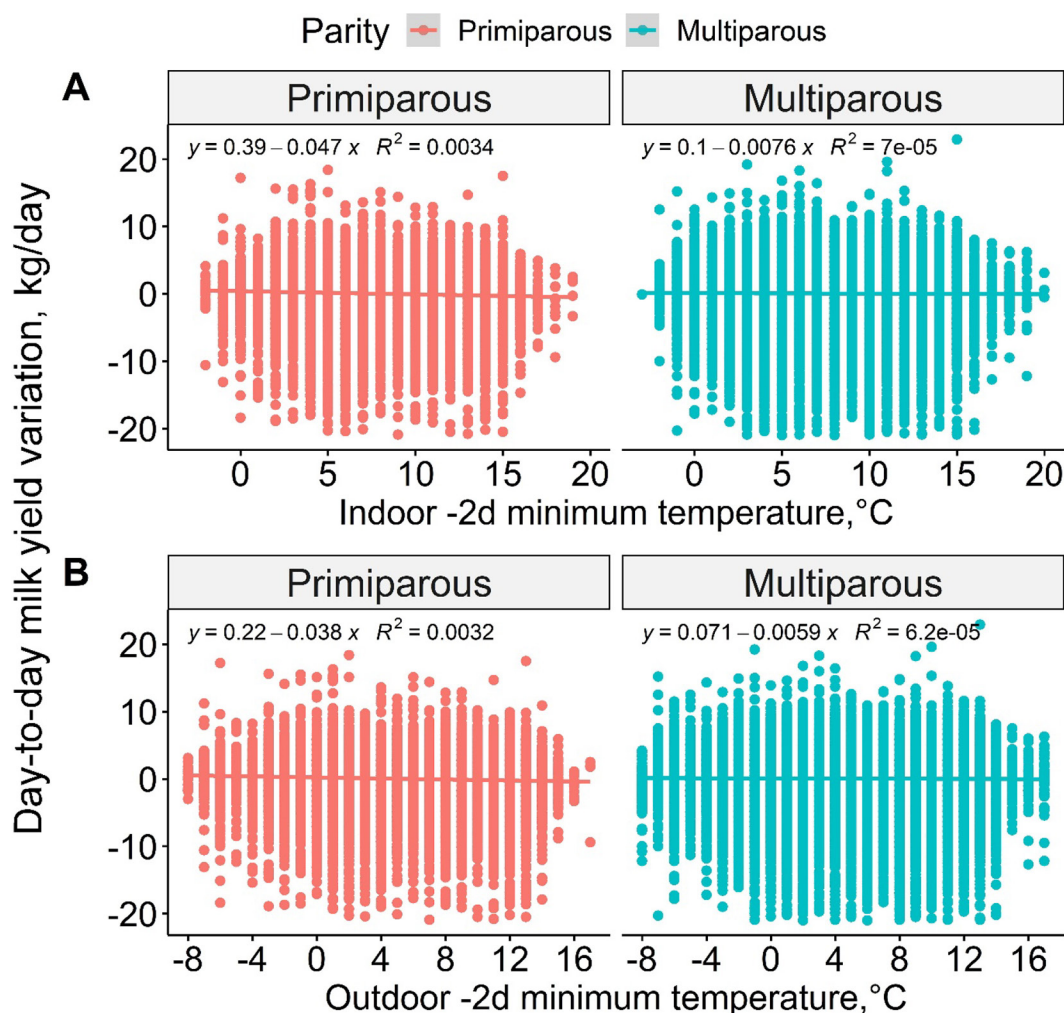 Parity Primiparous Multiparous
A
Primiparous Multiparous
y = 0.39 − 0.047 x R² = 0.0034
y = 0.1 − 0.0076 x R² = 7e-05
20
10
0
-10
-20
0 5 10 15 20
0 5 10 15 20
Indoor -2d minimum temperature,°C
Day-to-day milk yield variation, kg/day
B
Primiparous Multiparous
y = 0.22 − 0.038 x R² = 0.0032
y = 0.071 − 0.0059 x R² = 6.2e-05
20
10
0
-10
-20
-8 -4 0 4 8 12 16
-8 -4 0 4 8 12 16
Outdoor -2d minimum temperature,°C